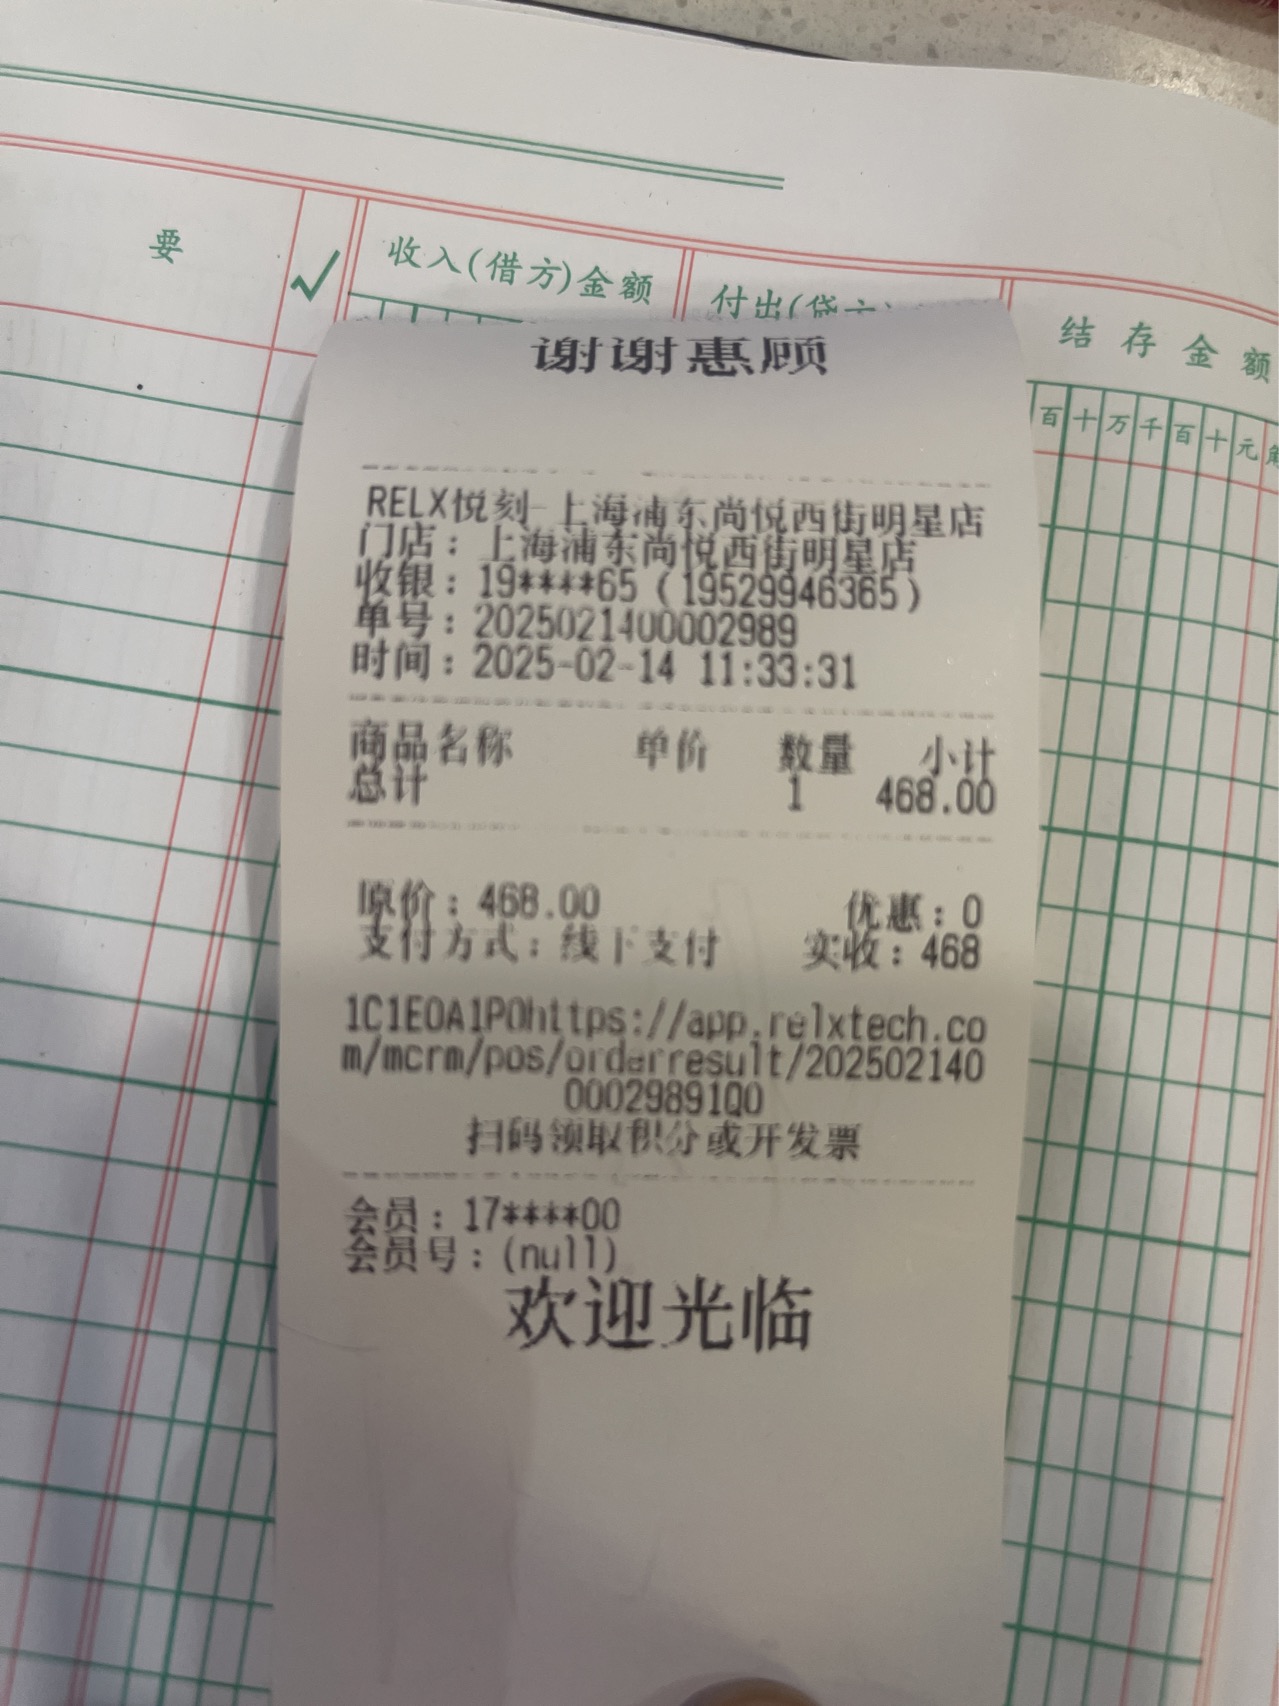 要
收入(借方)金额
付出(贷方
结存金额
百十万千百十元角
谢谢惠顾
RELX悦刻-上海浦东尚悦西街明星店
门店：上海浦东尚悦西街明星店
收银：19****65（19529946365）
单号：2025021400002989
时间：2025-02-14 11:33:31
商品名称 单价 数量 小计
总计 1 468.00
原价：468.00 优惠：0
支付方式：线下支付 实收：468
1C1E0A1P0https://app.relxtech.co
m/mcrm/pos/orderresult/202502140
00029891Q0
扫码领取积分或开发票
会员：17****00
会员号：(null)
欢迎光临